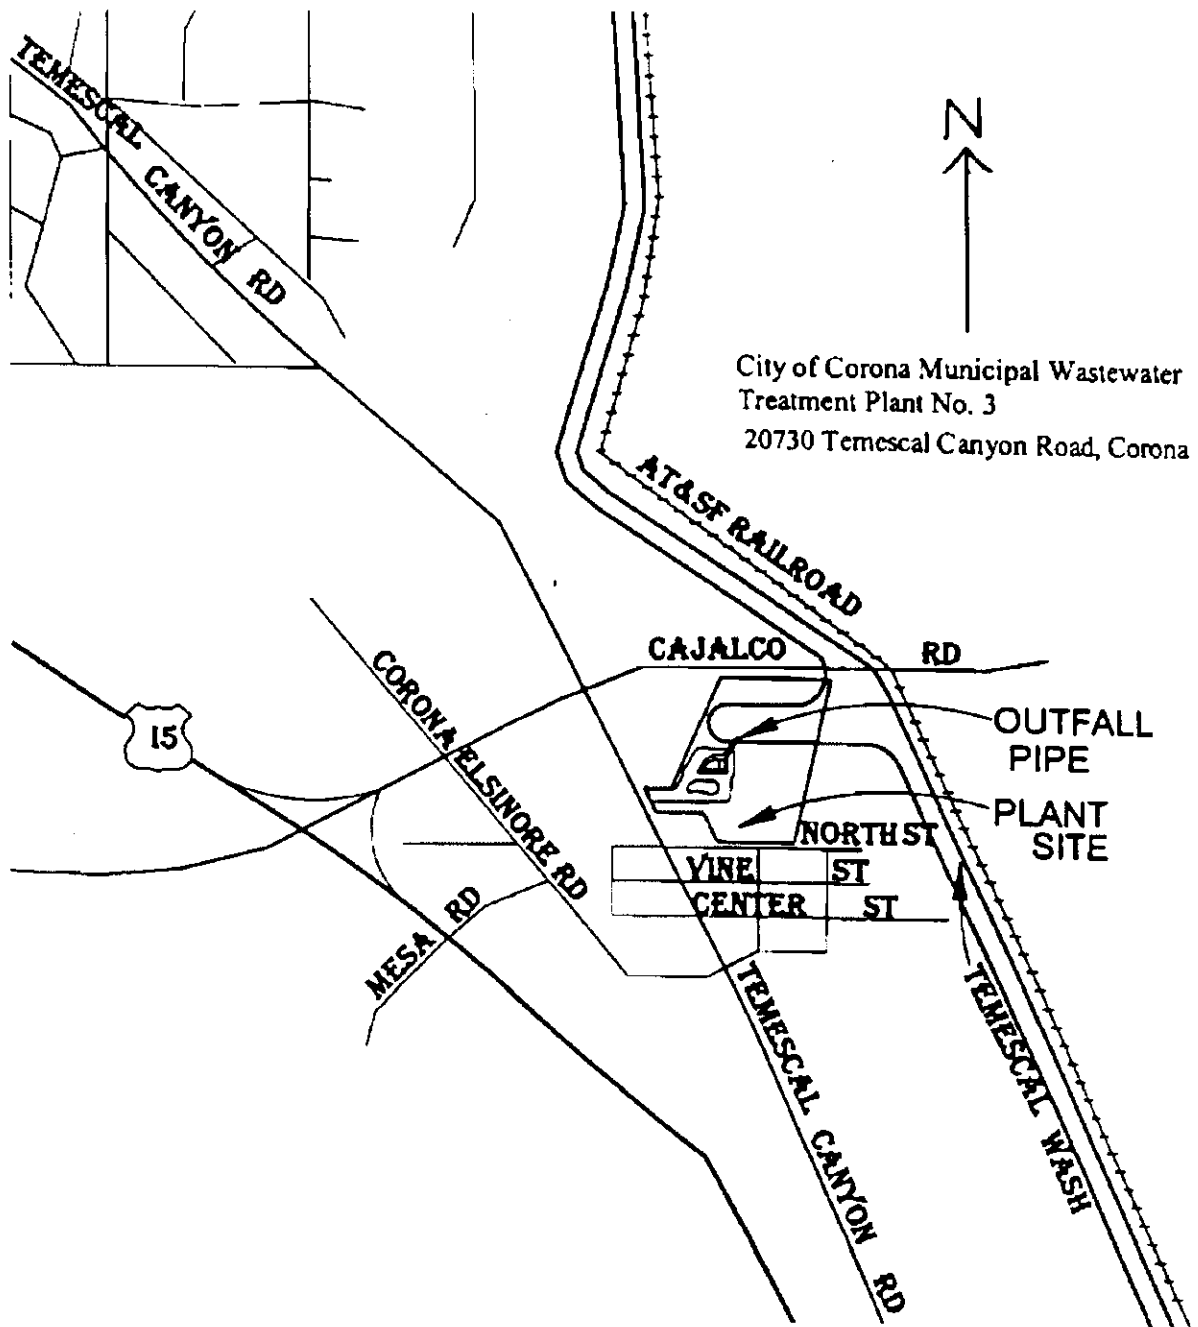 TEMESCAL CANYON RD
N
City of Corona Municipal Wastewater
Treatment Plant No. 3
20730 Temescal Canyon Road, Corona
AT&SF RAILROAD
CAJALCO RD
CORONA ELSINORE RD
15
OUTFALL
PIPE
PLANT
SITE
NORTH ST
VINE ST
CENTER ST
MESA RD
TEMESCAL WASH
TEMESCAL CANYON RD